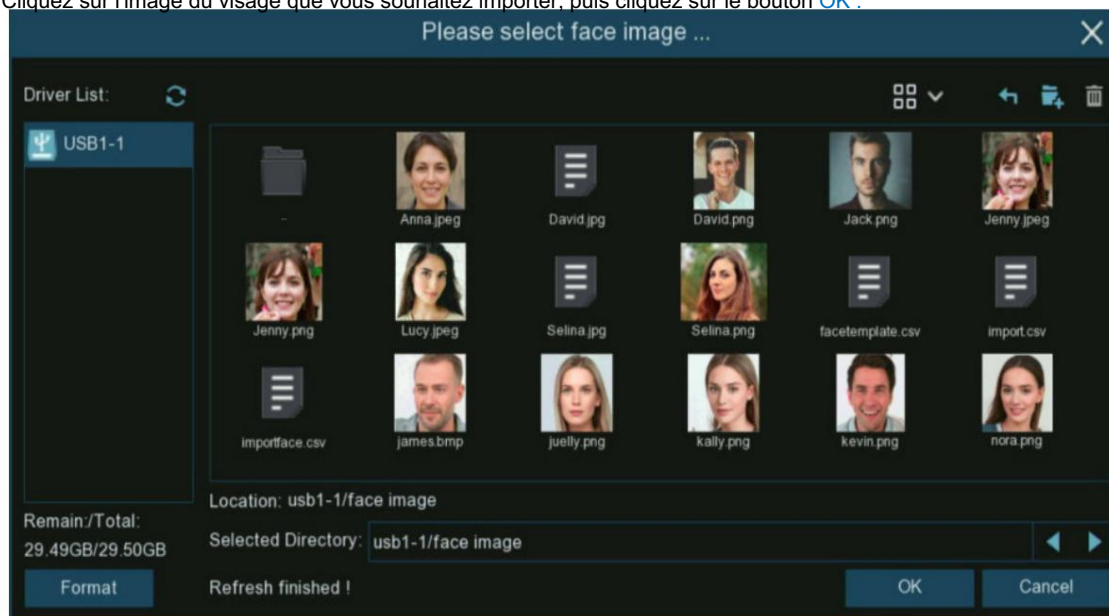 Cliquez sur l'image du visage que vous souhaitez importer, puis cliquez sur le bouton OK .
Please select face image ...
Driver List:
USB1-1
..
Anna.jpeg
David.jpg
David.png
Jack.png
Jenny.jpeg
Jenny.png
Lucy.jpeg
Selina.jpg
Selina.png
facetemplate.csv
import.csv
importface.csv
james.bmp
juelly.png
kally.png
kevin.png
nora.png
Location: usb1-1/face image
Remain:/Total:
29.49GB/29.50GB
Selected Directory: usb1-1/face image
Format
Refresh finished !
OK
Cancel